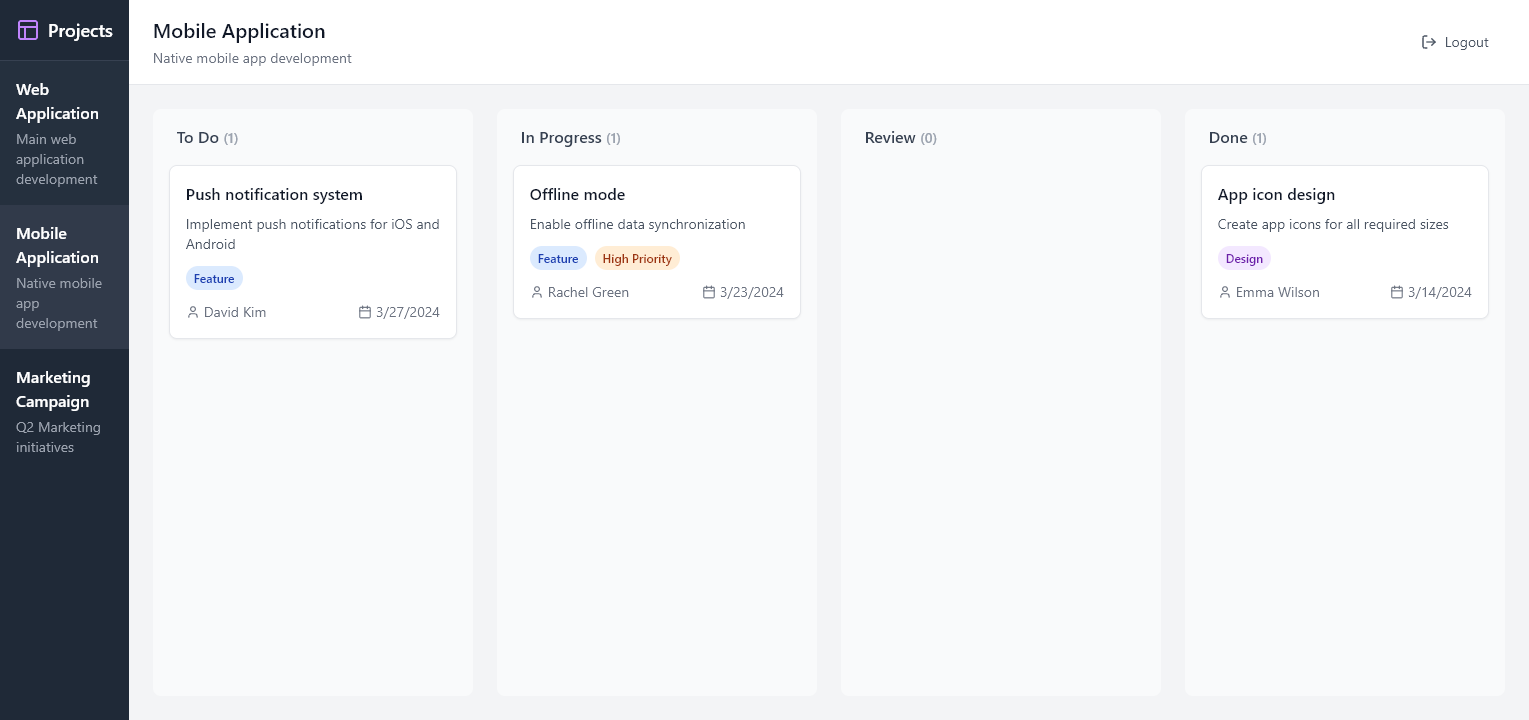 Projects
Web
Application
Main web
application
development
Mobile
Application
Native mobile
app
development
Marketing
Campaign
Q2 Marketing
initiatives
Mobile Application
Native mobile app development
Logout
To Do (1)
Push notification system
Implement push notifications for iOS and
Android
Feature
David Kim 3/27/2024
In Progress (1)
Offline mode
Enable offline data synchronization
Feature High Priority
Rachel Green 3/23/2024
Review (0)
Done (1)
App icon design
Create app icons for all required sizes
Design
Emma Wilson 3/14/2024